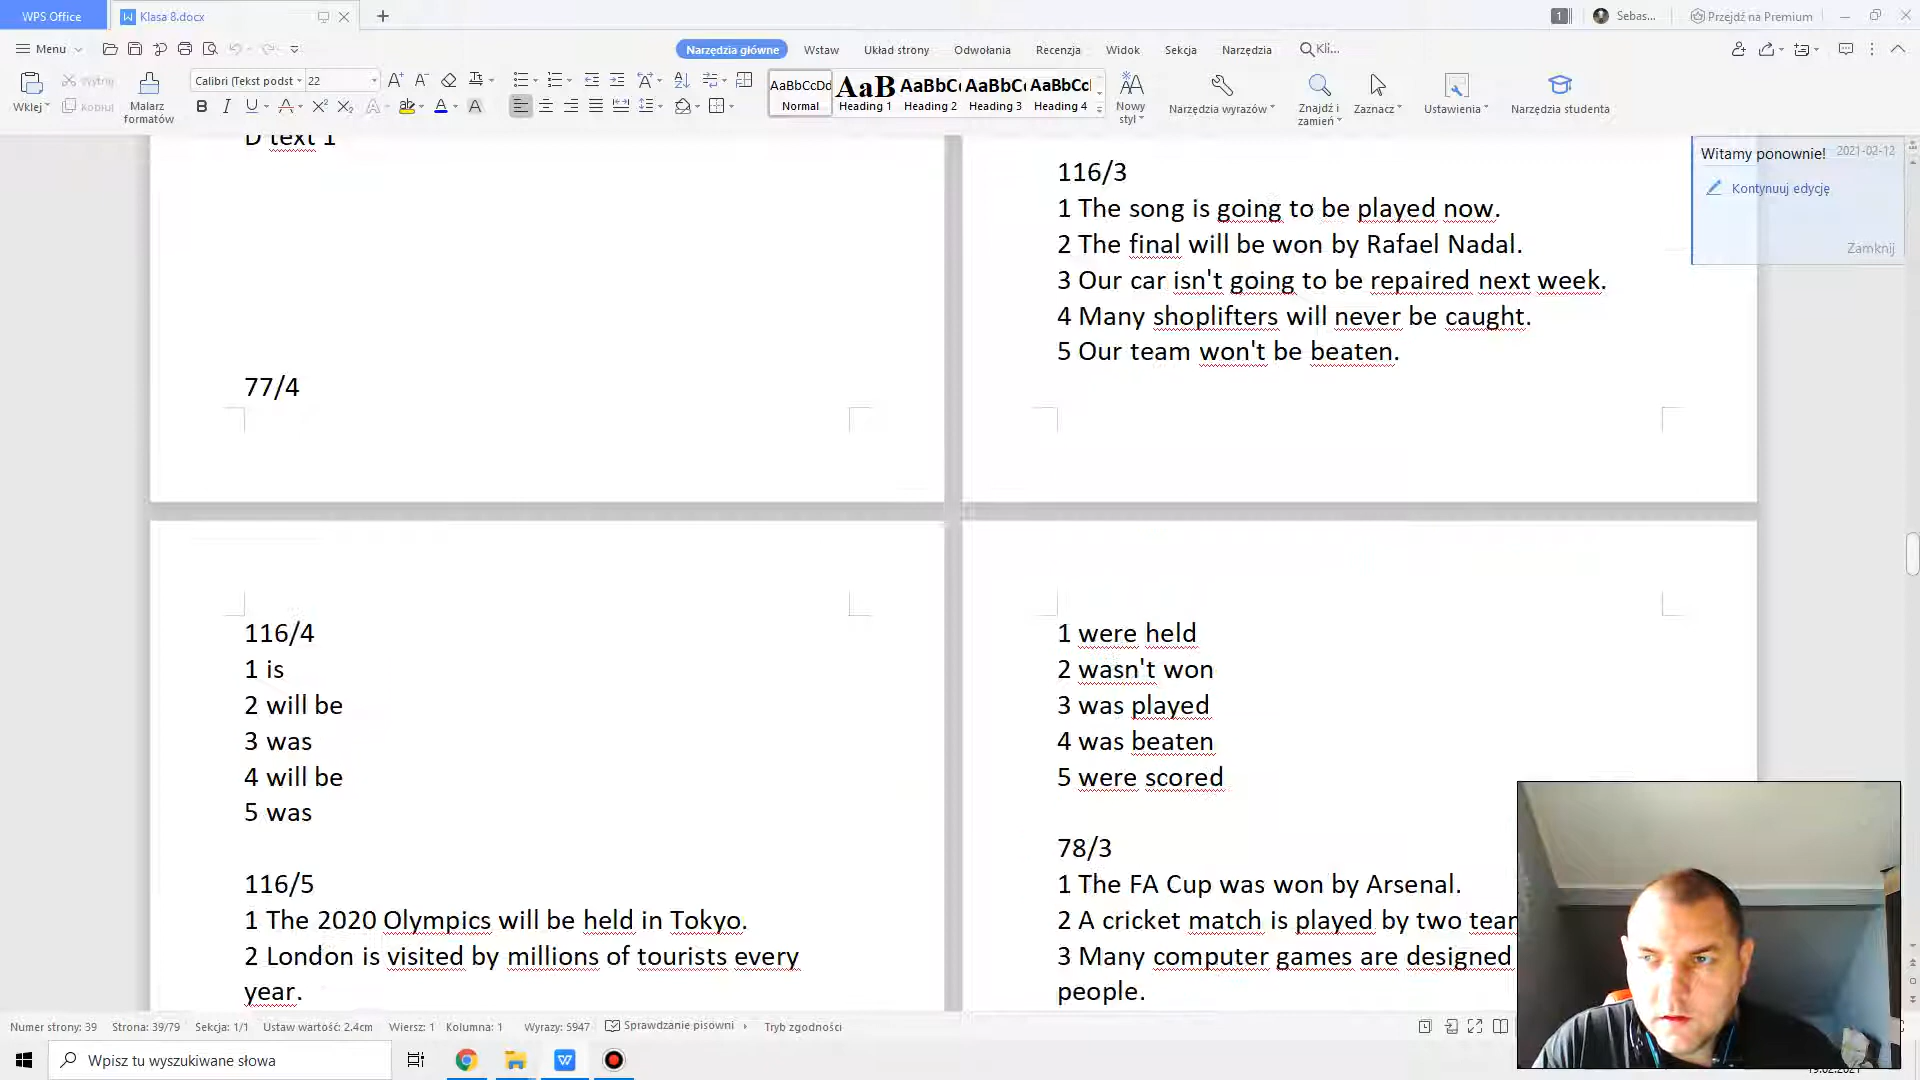 WPS Office
Klasa 8.docx
1
Sebas...
Przejdź na Premium
Menu
Narzędzia główne
Wstaw
Układ strony
Odwołania
Recenzja
Widok
Sekcja
Narzędzia
Kli...
Wklej
Wytnij
Kopiuj
Malarz formatów
Calibri (Tekst podst
22
AaBbCcDd
Normal
AaB
Heading 1
AaBbC
Heading 2
AaBbC
Heading 3
AaBbC
Heading 4
Nowy styl
Narzędzia wyrazów
Znajdź i zamień
Zaznacz
Ustawienia
Narzędzia studenta
Witamy ponownie!
2021-02-12
Kontynuuj edycję
Zamknij
D text 1
77/4
116/3
1 The song is going to be played now.
2 The final will be won by Rafael Nadal.
3 Our car isn't going to be repaired next week.
4 Many shoplifters will never be caught.
5 Our team won't be beaten.
116/4
1 is
2 will be
3 was
4 will be
5 was
116/5
1 The 2020 Olympics will be held in Tokyo.
2 London is visited by millions of tourists every
year.
1 were held
2 wasn't won
3 was played
4 was beaten
5 were scored
78/3
1 The FA Cup was won by Arsenal.
2 A cricket match is played by two tean
3 Many computer games are designed
people.
Numer strony: 39
Strona: 39/79
Sekcja: 1/1
Ustaw wartość: 2.4cm
Wiersz: 1
Kolumna: 1
Wyrazy: 5947
Sprawdzanie pisowni
Tryb zgodności
Wpisz tu wyszukiwane słowa